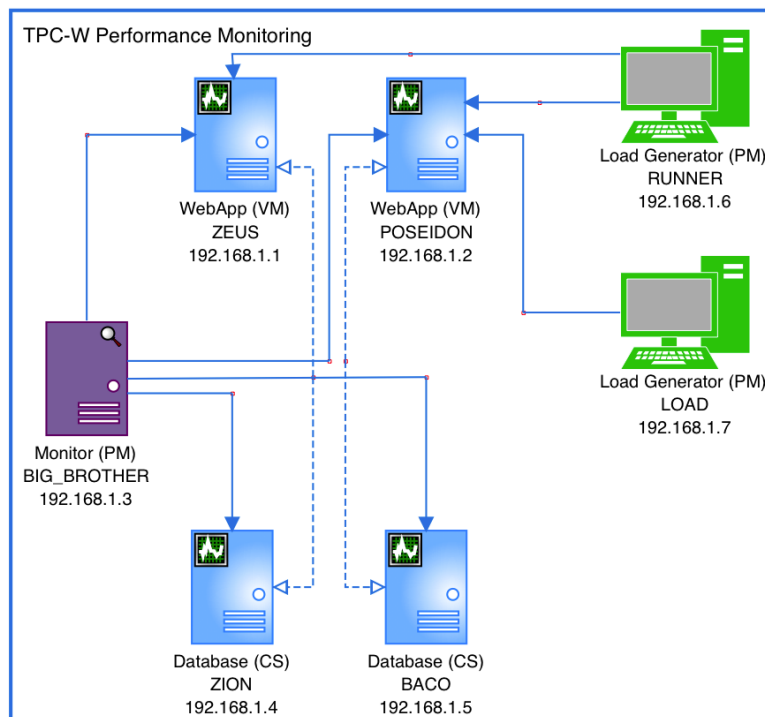 TPC-W Performance Monitoring
WebApp (VM)
ZEUS
192.168.1.1
WebApp (VM)
POSEIDON
192.168.1.2
Load Generator (PM)
RUNNER
192.168.1.6
Monitor (PM)
BIG_BROTHER
192.168.1.3
Load Generator (PM)
LOAD
192.168.1.7
Database (CS)
ZION
192.168.1.4
Database (CS)
BACO
192.168.1.5